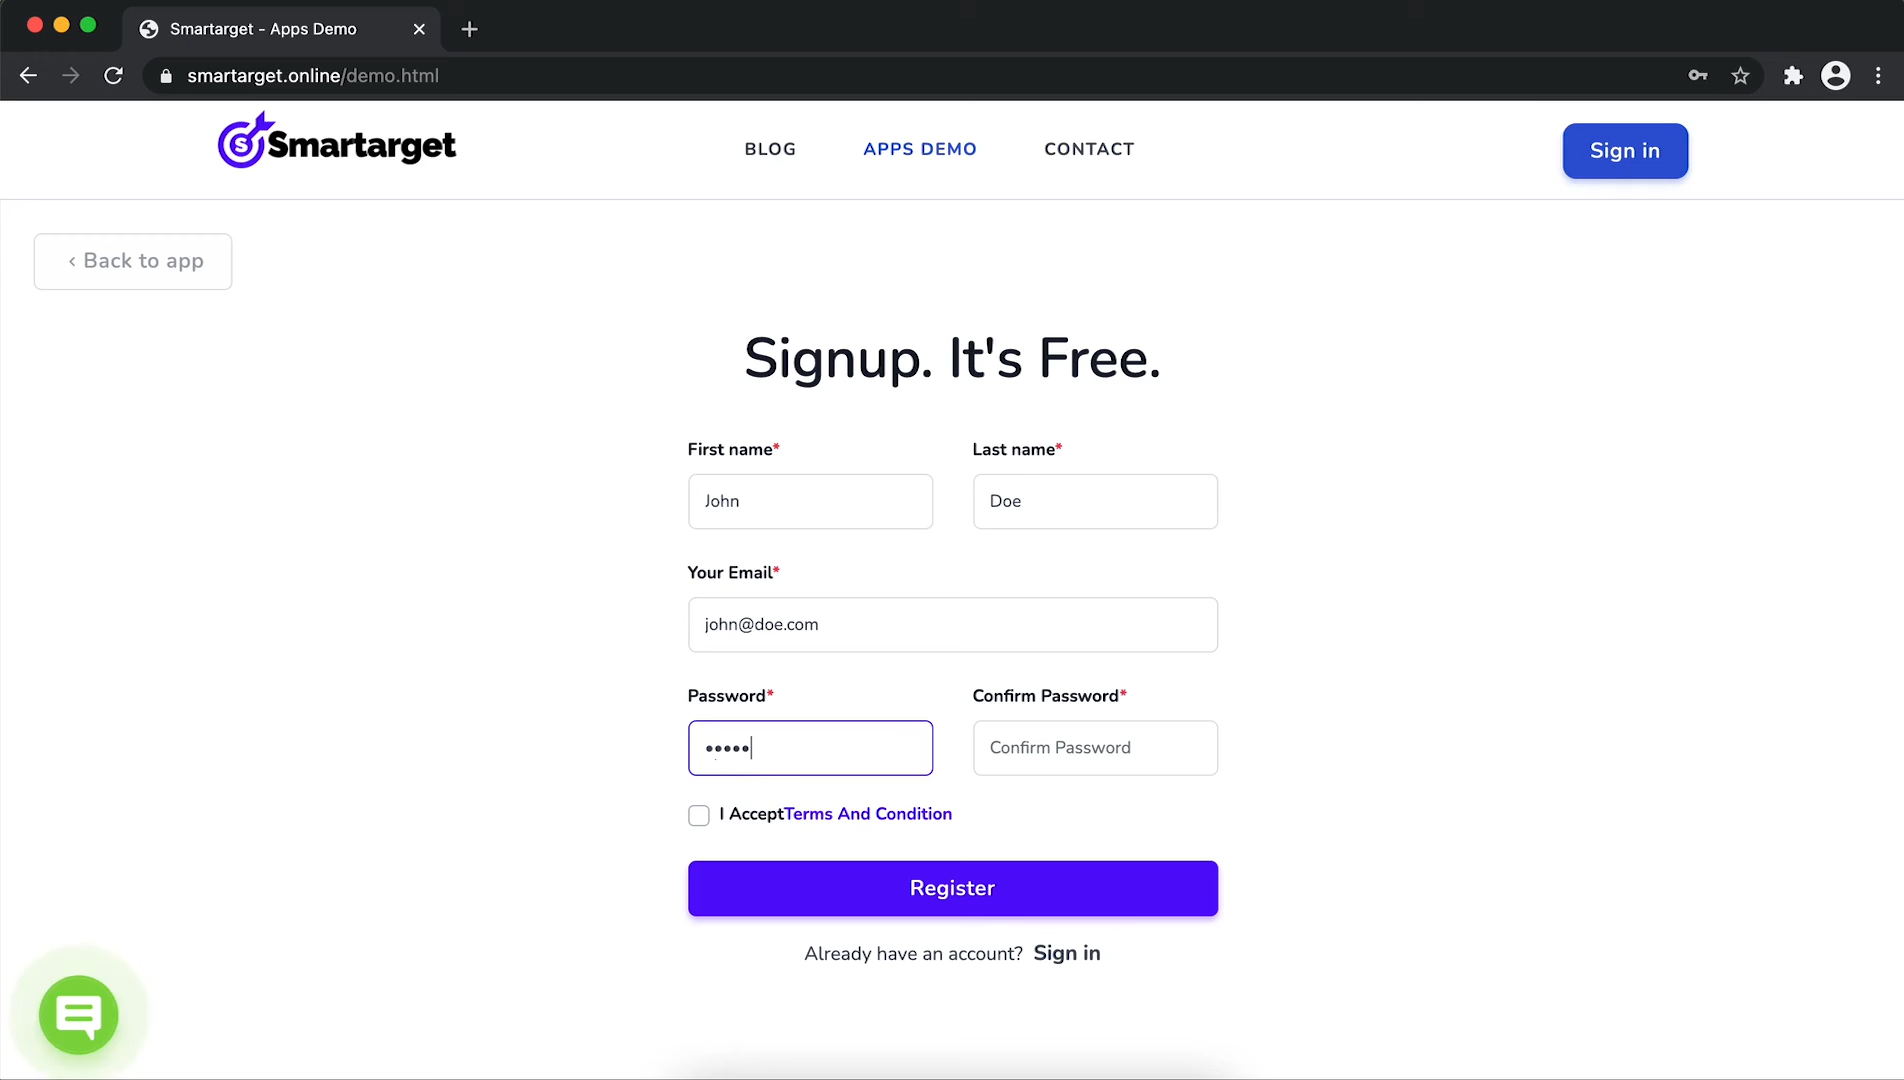 Smartarget - Apps Demo
smartarget.online/demo.html
Smartarget
BLOG
APPS DEMO
CONTACT
Sign in
‹ Back to app
Signup. It's Free.
First name*
Last name*
John
Doe
Your Email*
john@doe.com
Password*
Confirm Password*
•••••
Confirm Password
I AcceptTerms And Condition
Register
Already have an account? Sign in